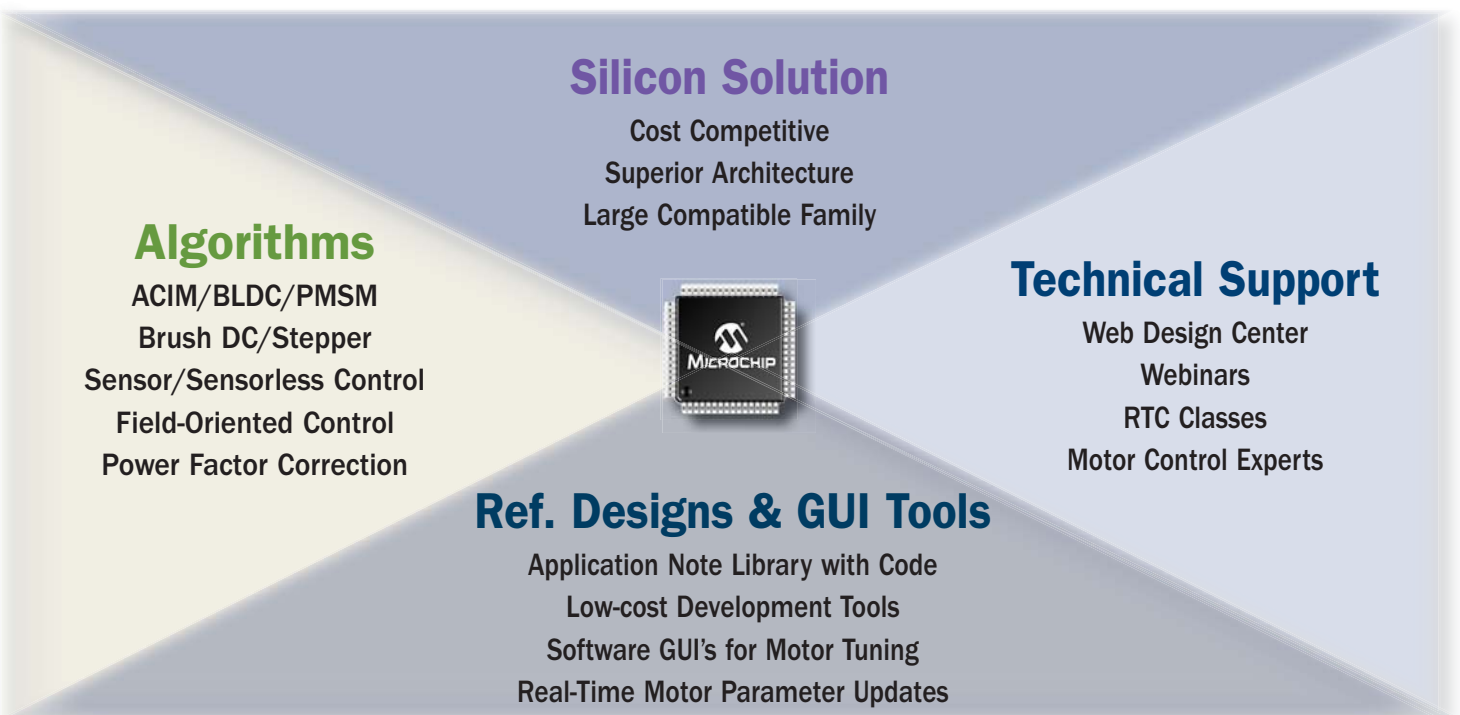 Silicon Solution
Cost Competitive
Superior Architecture
Large Compatible Family
Algorithms
ACIM/BLDC/PMSM
Brush DC/Stepper
Sensor/Sensorless Control
Field-Oriented Control
Power Factor Correction
MICROCHIP
Technical Support
Web Design Center
Webinars
RTC Classes
Motor Control Experts
Ref. Designs & GUI Tools
Application Note Library with Code
Low-cost Development Tools
Software GUI’s for Motor Tuning
Real-Time Motor Parameter Updates